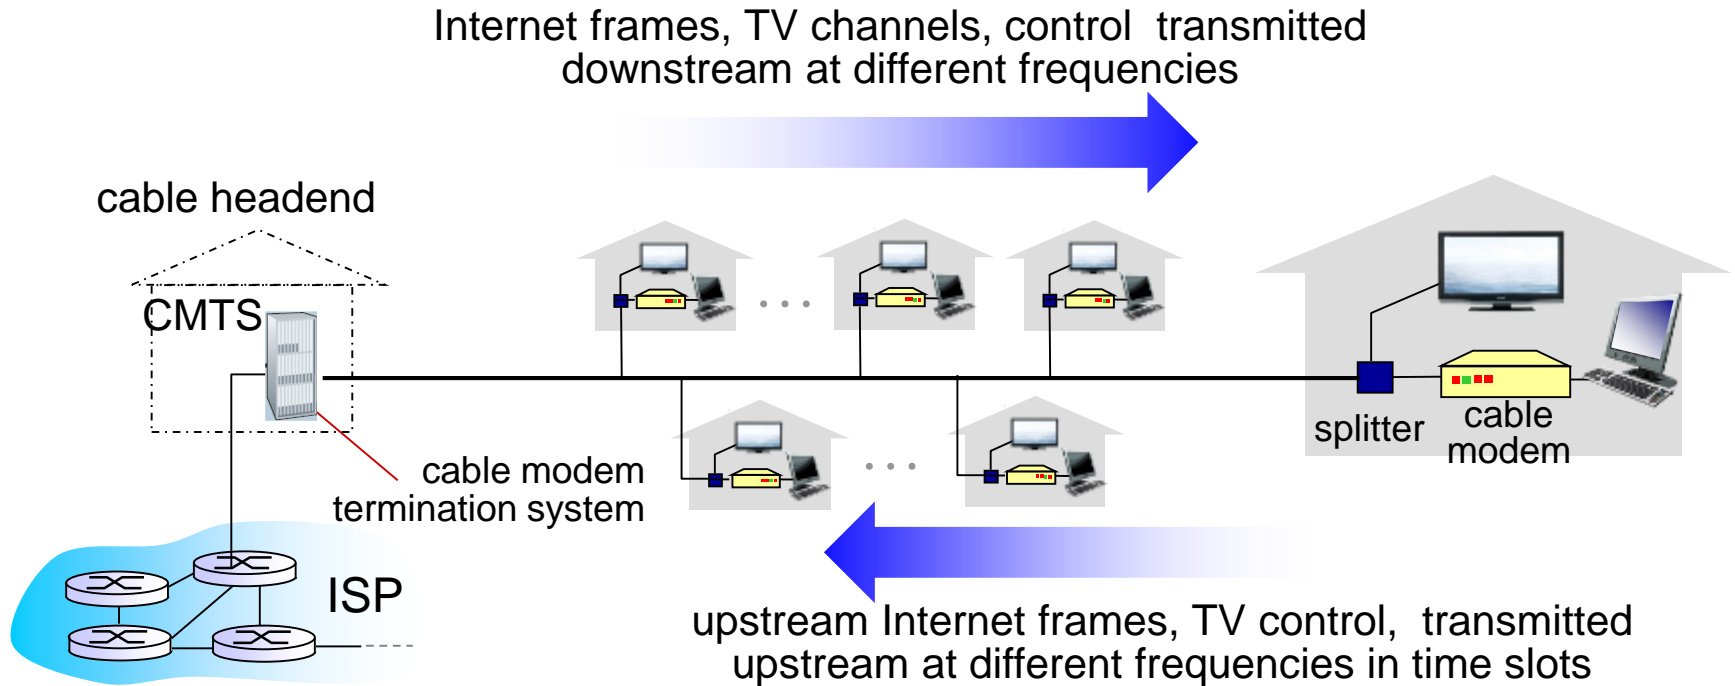 Internet frames, TV channels, control  transmitted
downstream at different frequencies
cable headend
CMTS
splitter
cable
modem
cable modem
termination system
ISP
upstream Internet frames, TV control,  transmitted
upstream at different frequencies in time slots